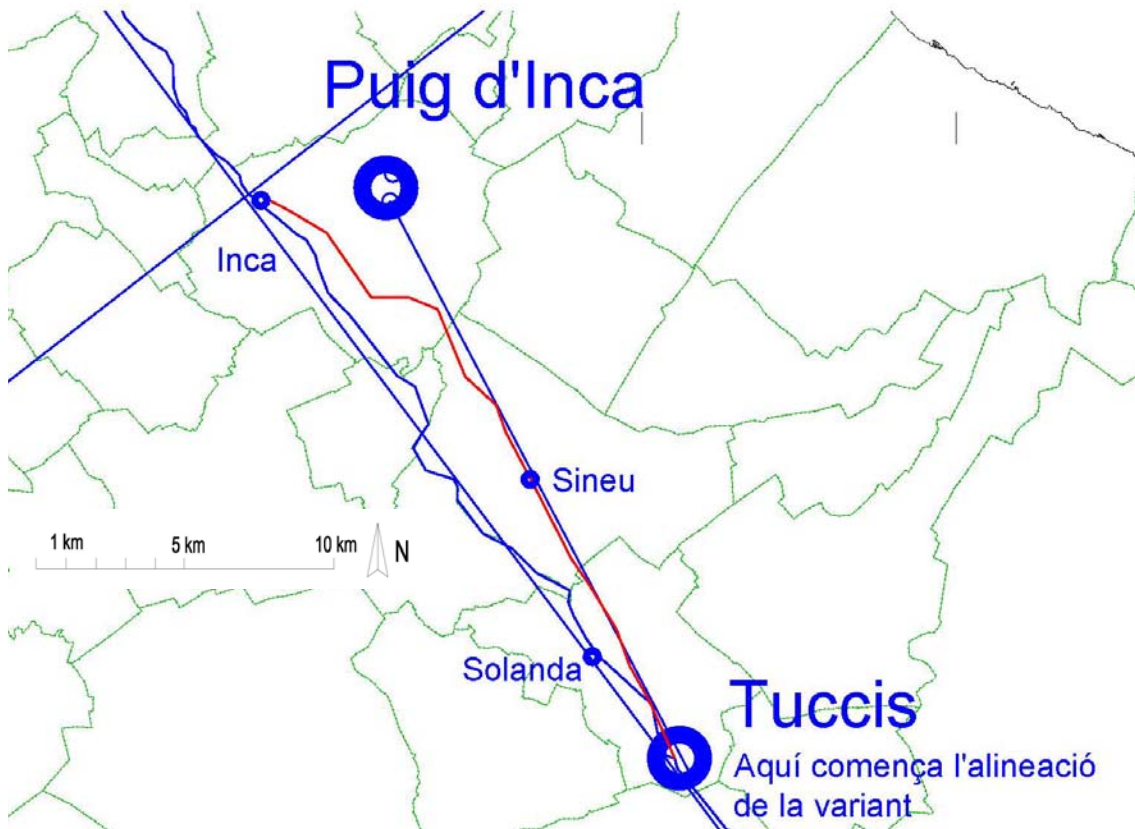 Puig d'Inca
Inca
Sineu
1 km 5 km 10 km N
Solanda
Tuccis
Aquí comença l'alineació
de la variant